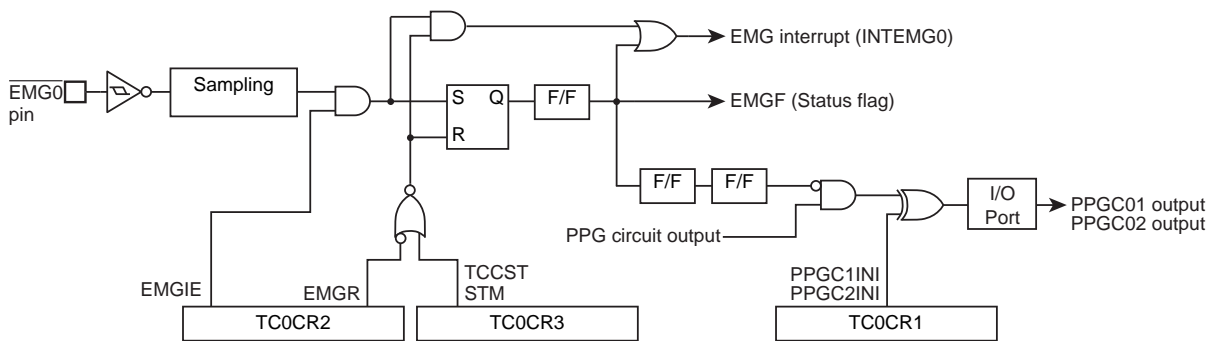 EMG interrupt (INTEMG0)
EMG0
pin
Sampling
S Q
R
F/F
EMGF (Status flag)
F/F
F/F
I/O
Port
PPGC01 output
PPGC02 output
PPG circuit output
EMGIE
EMGR
TCCST
STM
PPGC1INI
PPGC2INI
TC0CR2
TC0CR3
TC0CR1